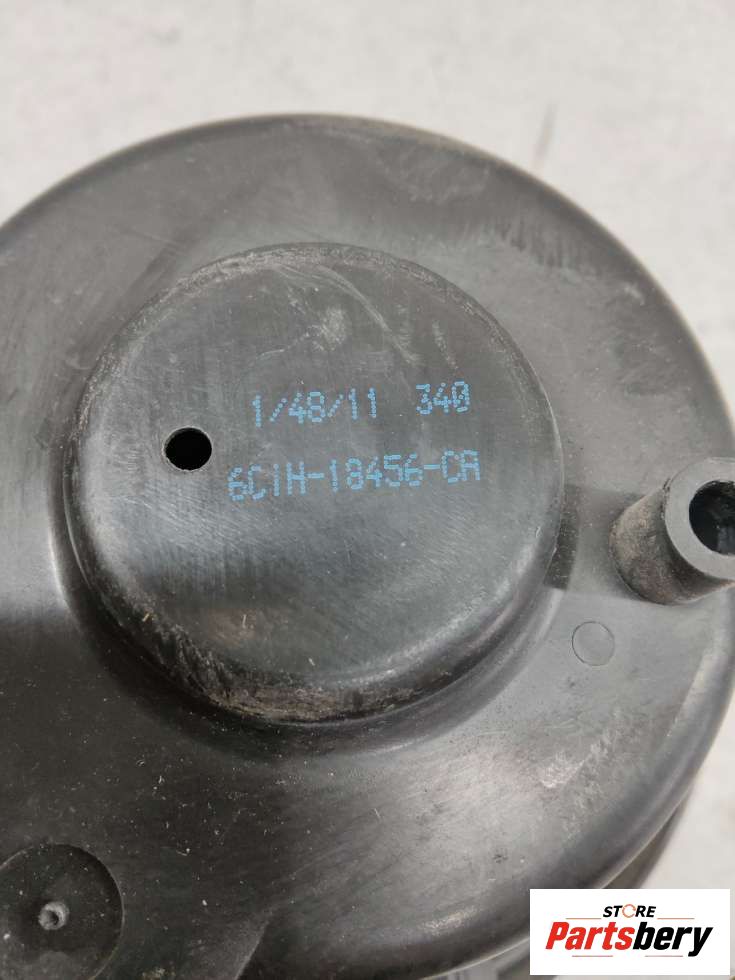 1/48/11 340
6C1H-18456-CA
STORE
Partsbery